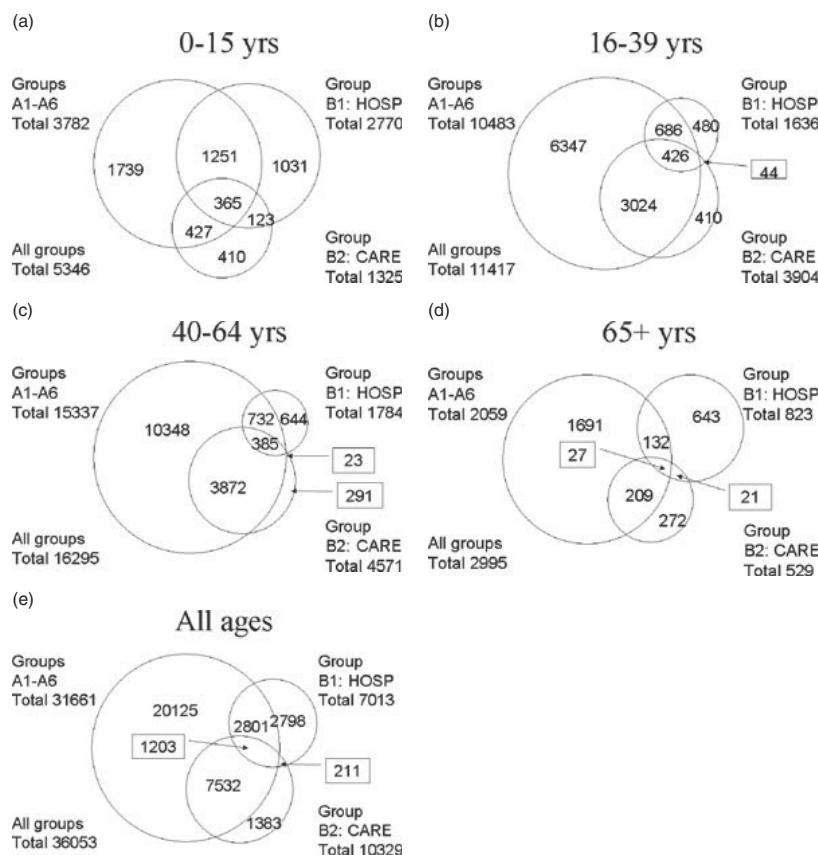 (a)
0-15 yrs
Groups
A1-A6
Total 3782
Group
B1: HOSP
Total 2770
1739
1251
1031
365
123
427
410
All groups
Total 5346
Group
B2: CARE
Total 1325
(b)
16-39 yrs
Groups
A1-A6
Total 10483
Group
B1: HOSP
Total 1636
6347
686
480
426
44
3024
410
All groups
Total 11417
Group
B2: CARE
Total 3904
(c)
40-64 yrs
Groups
A1-A6
Total 15337
Group
B1: HOSP
Total 1784
10348
732
644
385
23
3872
291
All groups
Total 16295
Group
B2: CARE
Total 4571
(d)
65+ yrs
Groups
A1-A6
Total 2059
Group
B1: HOSP
Total 823
1691
643
132
27
209
21
272
All groups
Total 2995
Group
B2: CARE
Total 529
(e)
All ages
Groups
A1-A6
Total 31661
Group
B1: HOSP
Total 7013
20125
2801
2798
1203
211
7532
1383
All groups
Total 36053
Group
B2: CARE
Total 10329